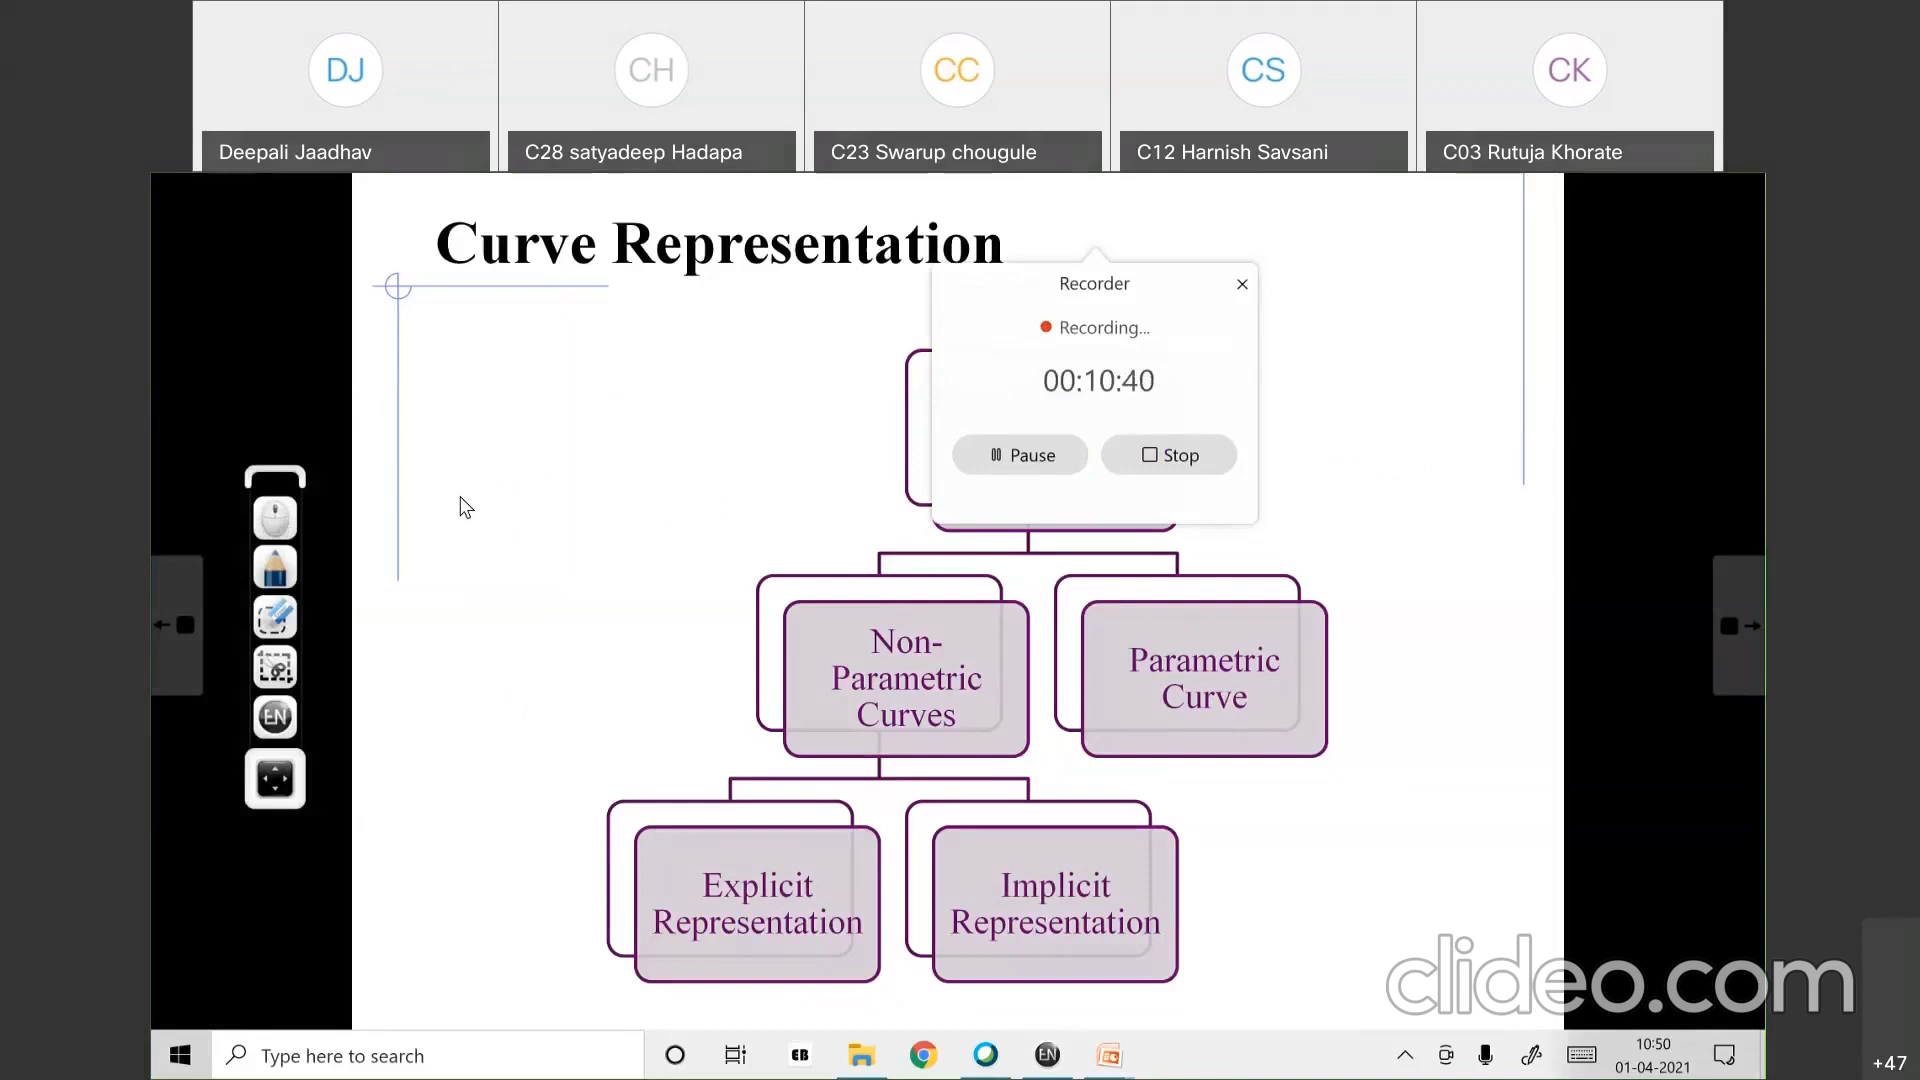 DJ
CH
CC
CS
CK
Deepali Jaadhav
C28 satyadeep Hadapa
C23 Swarup chougule
C12 Harnish Savsani
C03 Rutuja Khorate
Curve Representation
Recorder
Recording...
00:10:40
Pause
Stop
Non-
Parametric
Curves
Parametric
Curve
EN
Explicit
Representation
Implicit
Representation
clideo.com
Type here to search
EB
EN
10:50
01-04-2021
+47